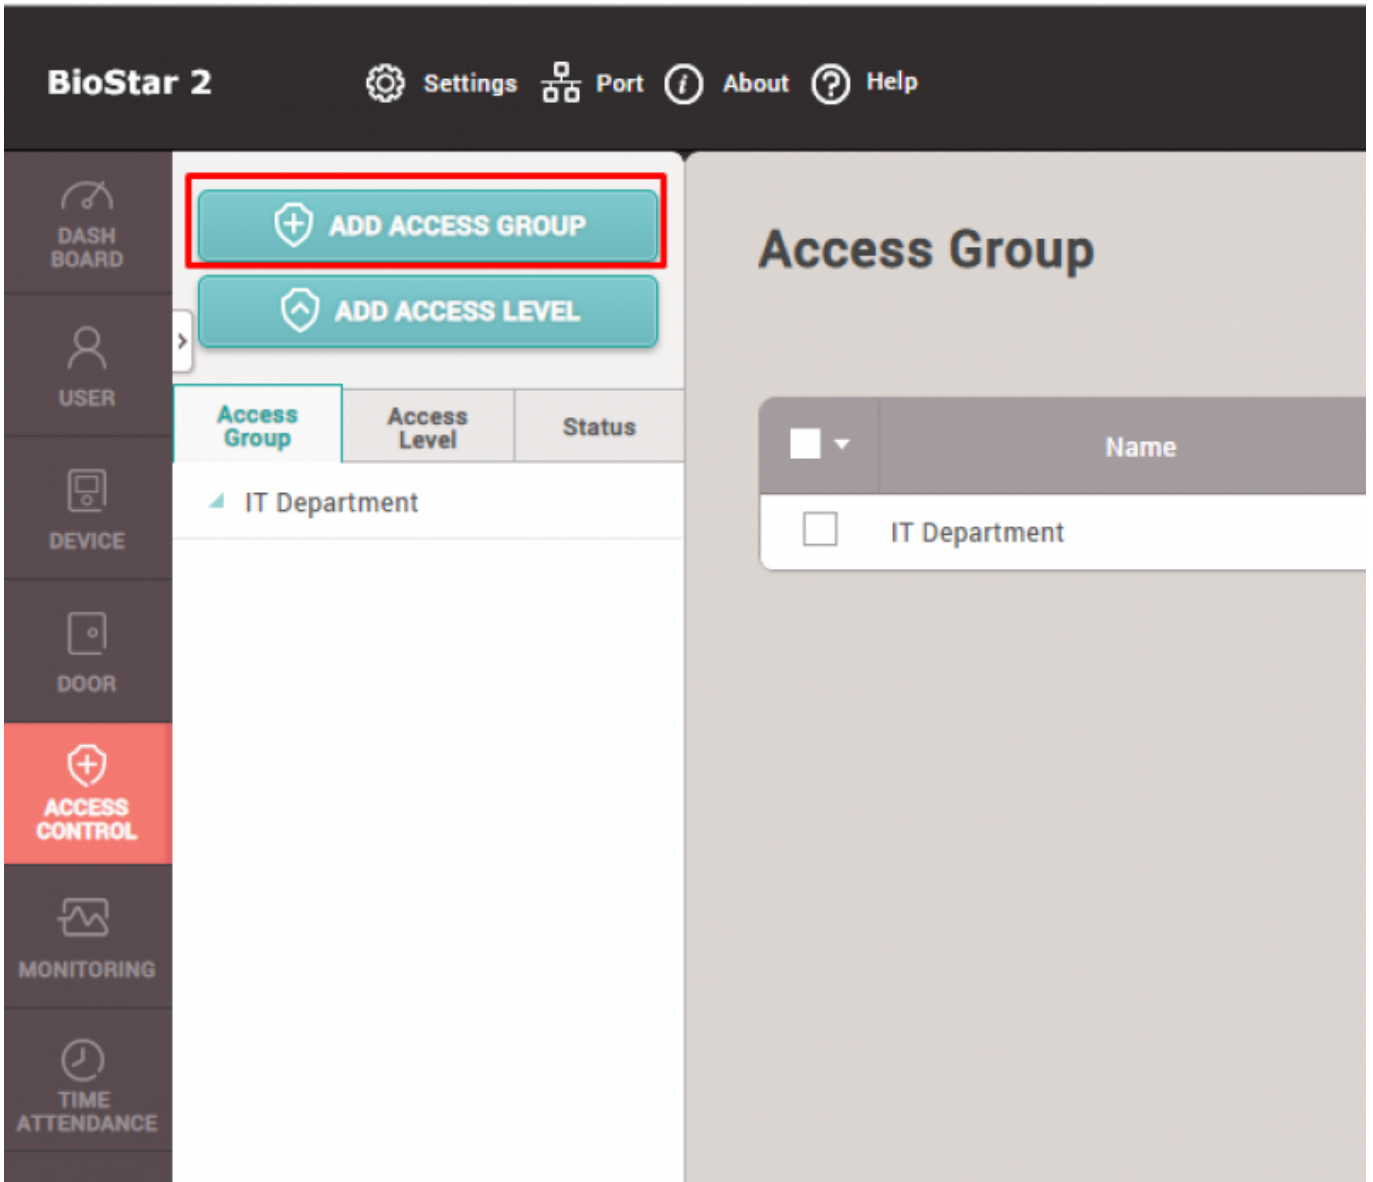 BioStar 2
Settings
Port
About
Help
DASH
BOARD
USER
DEVICE
DOOR
ACCESS
CONTROL
MONITORING
TIME
ATTENDANCE
ADD ACCESS GROUP
ADD ACCESS LEVEL
Access
Group
Access
Level
Status
IT Department
Access Group
Name
IT Department